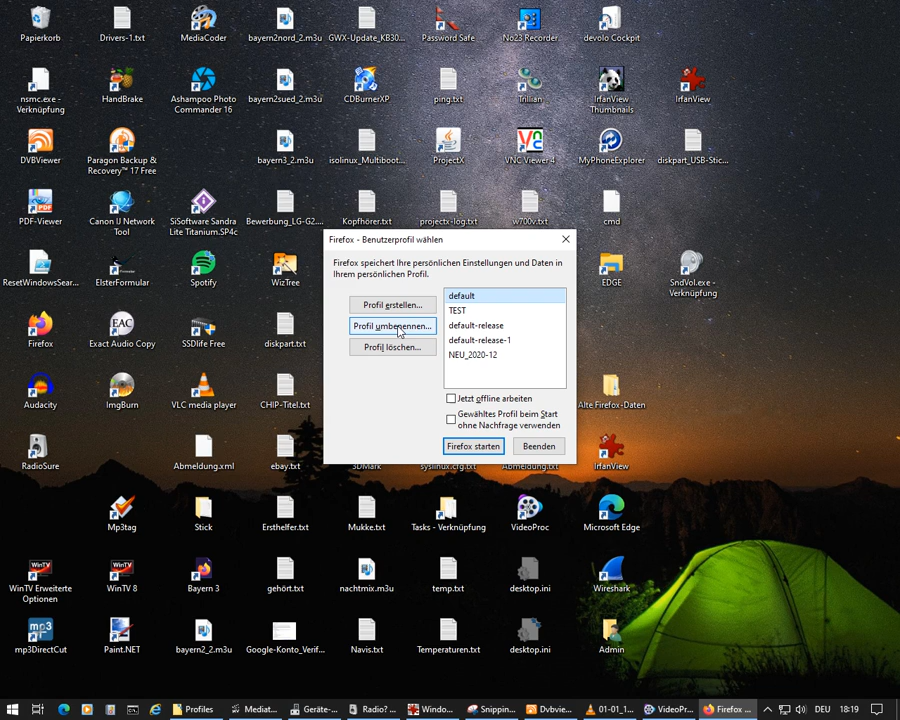 Papierkorb
Drivers-1.txt
MediaCoder
bayern2nord_2.m3u
GWX-Update_KB30...
Password Safe
No23 Recorder
devolo Cockpit
nsmc.exe -
Verknüpfung
HandBrake
Ashampoo Photo
Commander 16
bayern2sued_2.m3u
CDBurnerXP
ping.txt
Trillian
IrfanView
Thumbnails
IrfanView
DVBViewer
Paragon Backup &
Recovery™ 17 Free
bayern3_2.m3u
isolinux_Multiboot...
ProjectX
VNC Viewer 4
MyPhoneExplorer
diskpart_USB-Stic...
PDF-Viewer
Canon IJ Network
Tool
SiSoftware Sandra
Lite Titanium.SP4c
Bewerbung_LG-G2....
Kopfhörer.txt
projectx-log.txt
w700v.txt
cmd
Firefox - Benutzerprofil wählen
Firefox speichert Ihre persönlichen Einstellungen und Daten in
Ihrem persönlichen Profil.
Profil erstellen...
Profil umbenennen...
Profil löschen...
default
TEST
default-release
default-release-1
NEU_2020-12
Jetzt offline arbeiten
Gewähltes Profil beim Start
ohne Nachfrage verwenden
Firefox starten
Beenden
ResetWindowsSear...
ElsterFormular
Spotify
WizTree
EDGE
SndVol.exe -
Verknüpfung
Firefox
EAC
Exact Audio Copy
SSDlife Free
diskpart.txt
Audacity
ImgBurn
VLC media player
CHIP-Titel.txt
Alte Firefox-Daten
RadioSure
Abmeldung.xml
ebay.txt
3DMark
syslinux.cfg.txt
Abmeldung.txt
IrfanView
Mp3tag
Stick
Ersthelfer.txt
Mukke.txt
Tasks - Verknüpfung
VideoProc
Microsoft Edge
WinTV Erweiterte
Optionen
WinTV 8
Bayern 3
gehört.txt
nachtmix.m3u
temp.txt
desktop.ini
Wireshark
mp3DirectCut
Paint.NET
bayern2_2.m3u
Google-Konto_Verif...
Navis.txt
Temperaturen.txt
desktop.ini
Admin
Profiles
Mediat...
Geräte-...
Radio? ...
Windo...
Snippin...
Dvbvie...
01-01_1...
VideoPr...
Firefox ...
DEU
18:19